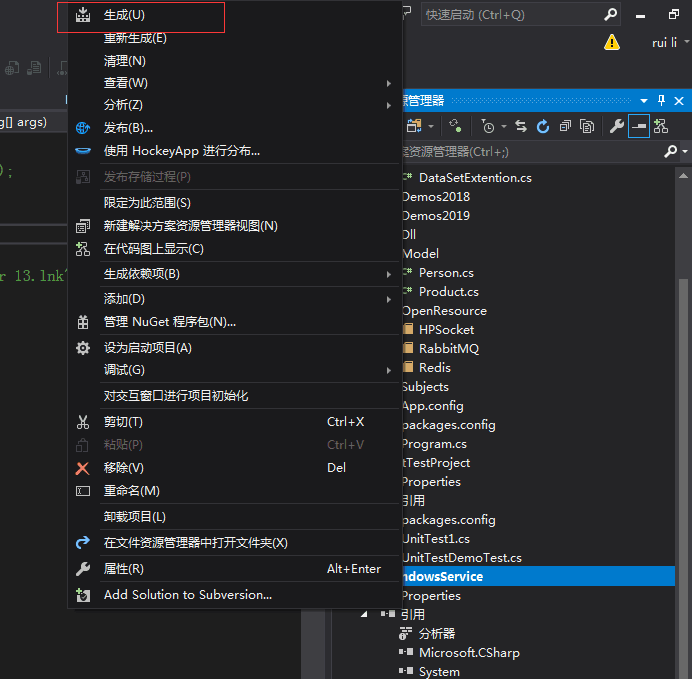 快速启动 (Ctrl+Q)
rui li
g[] args)
);
r 13.lnk
生成(U)
重新生成(E)
清理(N)
查看(W)
分析(Z)
发布(B)...
使用 HockeyApp 进行分布...
发布存储过程(P)
限定为此范围(S)
新建解决方案资源管理器视图(N)
在代码图上显示(C)
生成依赖项(B)
添加(D)
管理 NuGet 程序包(N)...
设为启动项目(A)
调试(G)
对交互窗口进行项目初始化
剪切(T) Ctrl+X
粘贴(P) Ctrl+V
移除(V) Del
重命名(M)
卸载项目(L)
在文件资源管理器中打开文件夹(X)
属性(R) Alt+Enter
Add Solution to Subversion...
源管理器
案资源管理器(Ctrl+;)
C# DataSetExtention.cs
Demos2018
Demos2019
Dll
Model
C# Person.cs
C# Product.cs
OpenResource
HPSocket
RabbitMQ
Redis
Subjects
App.config
packages.config
Program.cs
tTestProject
Properties
引用
packages.config
UnitTest1.cs
UnitTestDemoTest.cs
ndowsService
Properties
引用
分析器
Microsoft.CSharp
System